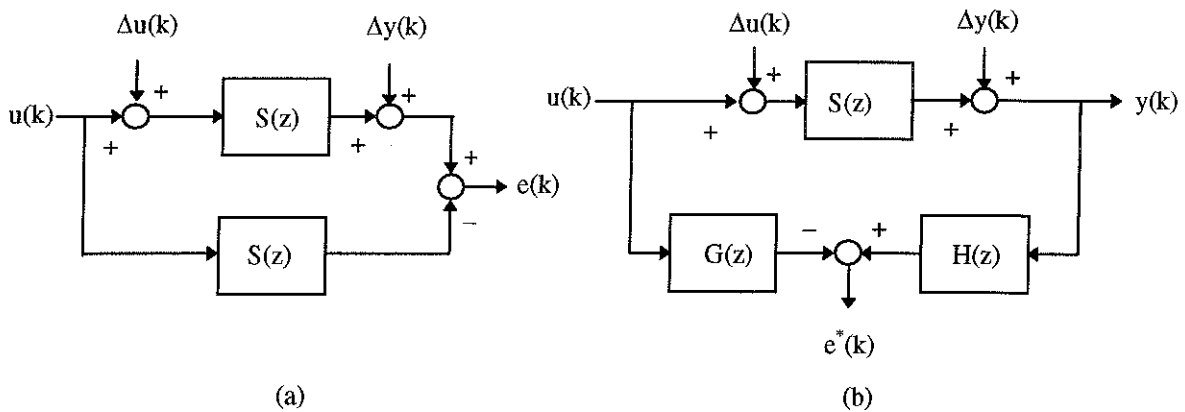 Δu(k) Δy(k) Δu(k) Δy(k)
+ + + +
u(k) S(z) u(k) S(z) y(k)
+ + + +
+
e(k)
−
S(z) G(z) − + H(z)
e*(k)
(a) (b)